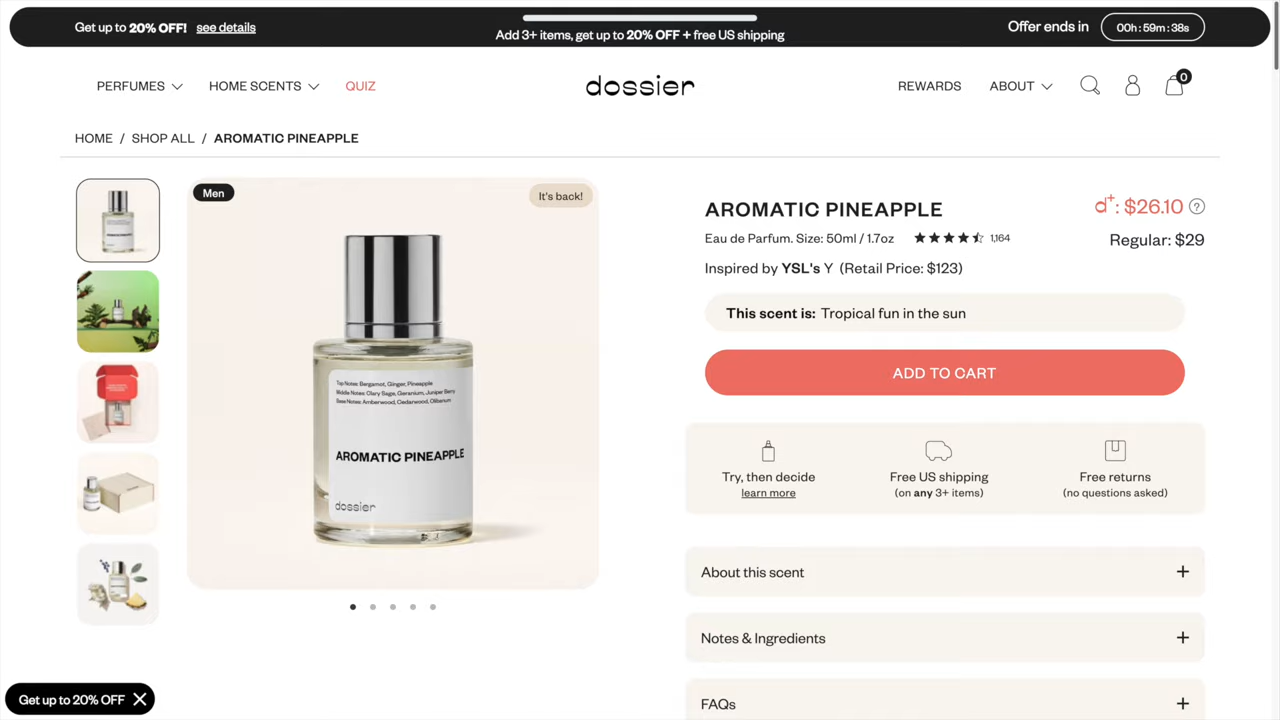 Get up to 20% OFF! see details
Add 3+ items, get up to 20% OFF + free US shipping
Offer ends in 00h : 59m : 38s
PERFUMES HOME SCENTS QUIZ
dossier
REWARDS ABOUT 0
HOME / SHOP ALL / AROMATIC PINEAPPLE
Men
It's back!
Top Notes: Bergamot, Ginger, Pineapple
Middle Notes: Clary Sage, Geranium, Juniper Berry
Base Notes: Amberwood, Cedarwood, Olibanum
AROMATIC PINEAPPLE
dossier
AROMATIC PINEAPPLE
a+: $26.10 ?
Eau de Parfum. Size: 50ml / 1.7oz 1,164
Regular: $29
Inspired by YSL's Y (Retail Price: $123)
This scent is: Tropical fun in the sun
ADD TO CART
Try, then decide
learn more
Free US shipping
(on any 3+ items)
Free returns
(no questions asked)
About this scent +
Notes & Ingredients +
FAQs +
Get up to 20% OFF